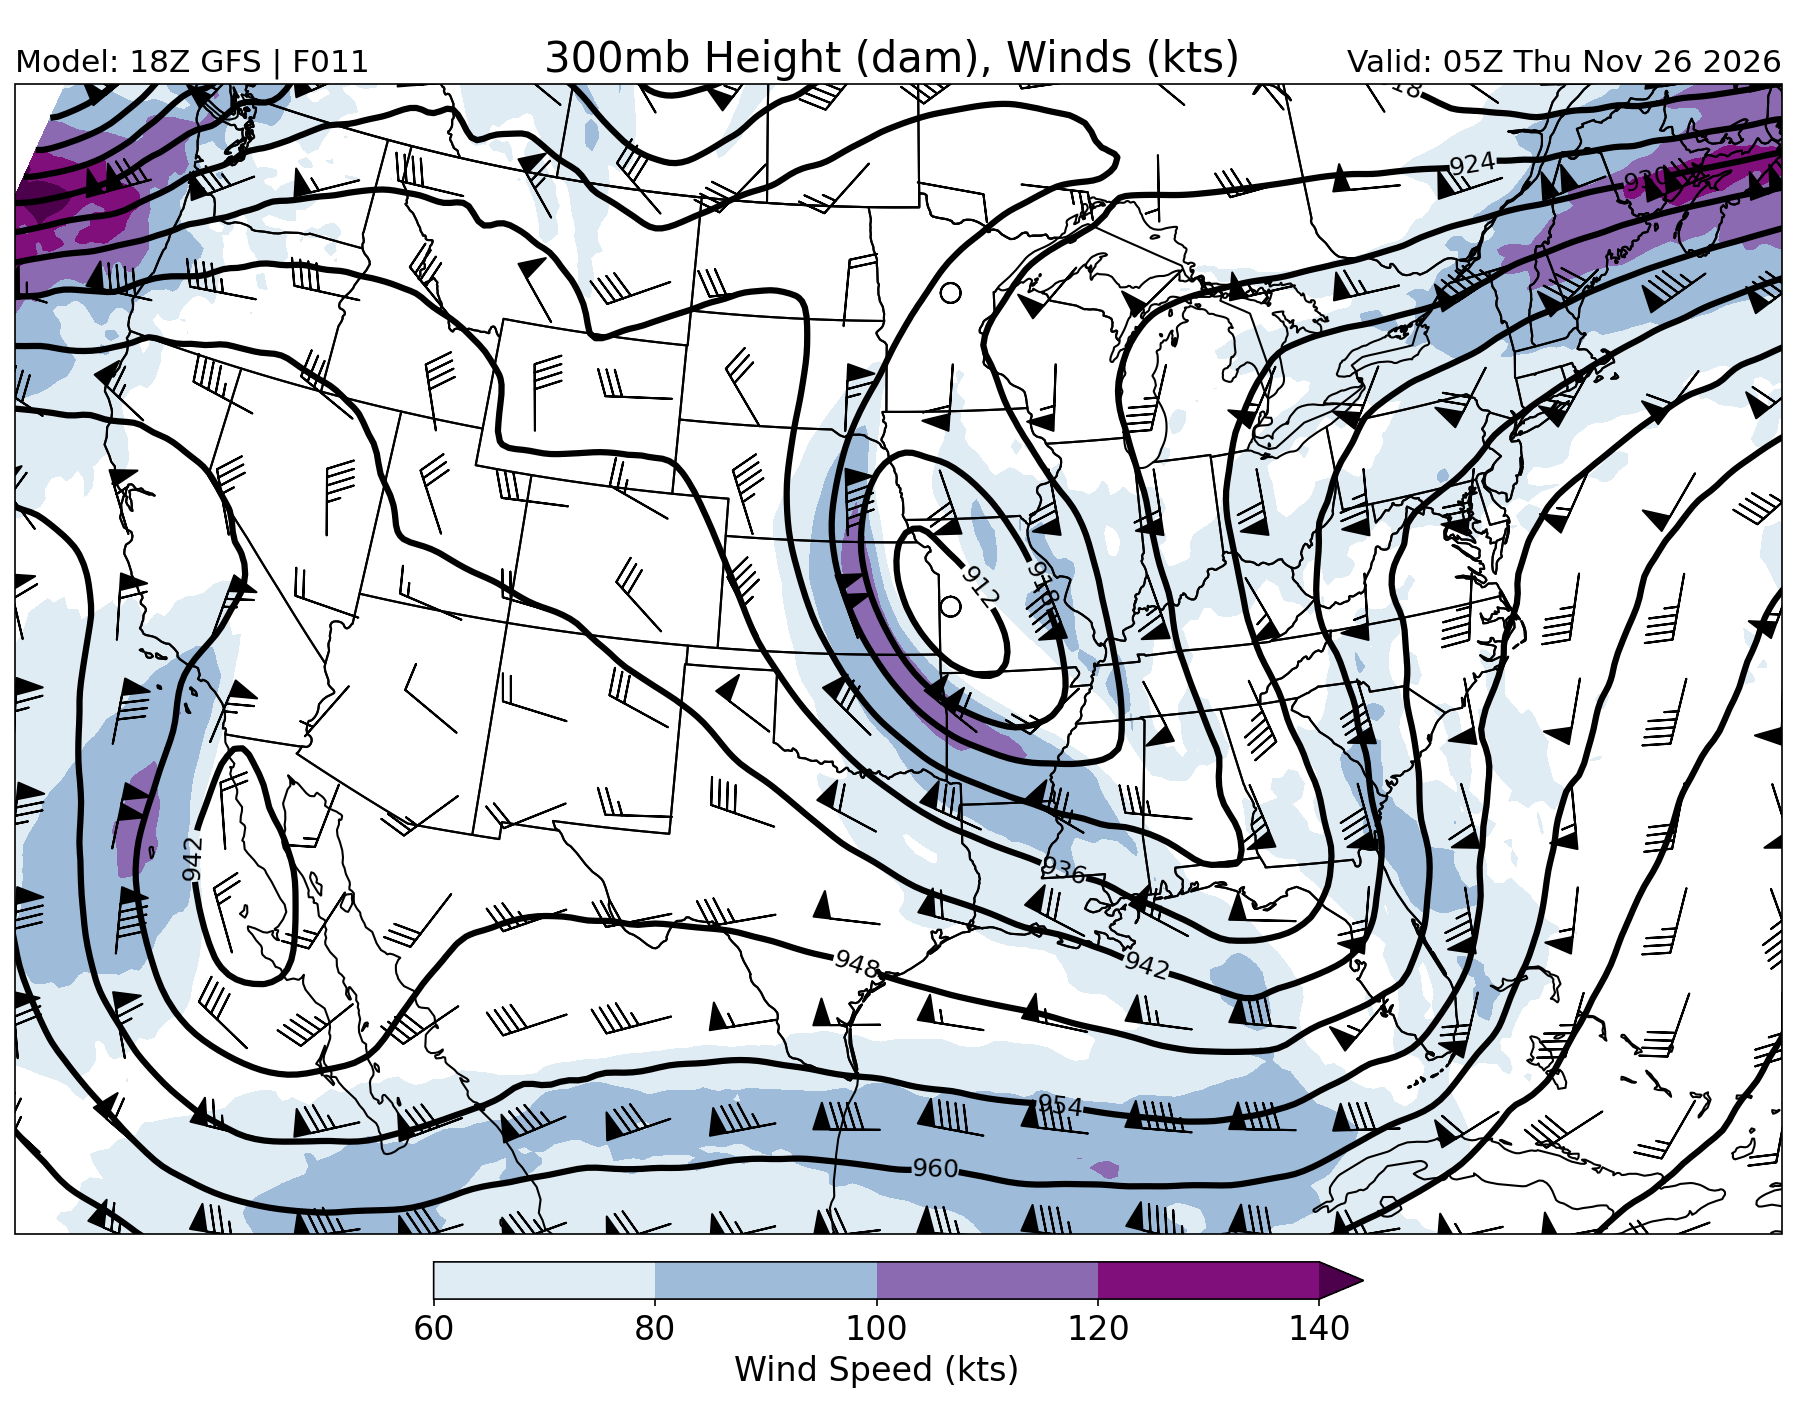 Model: 18Z GFS | F011
300mb Height (dam), Winds (kts)
Valid: 05Z Thu Nov 26 2026
924
930
912
918
942
936
948
942
954
960
60 80 100 120 140
Wind Speed (kts)